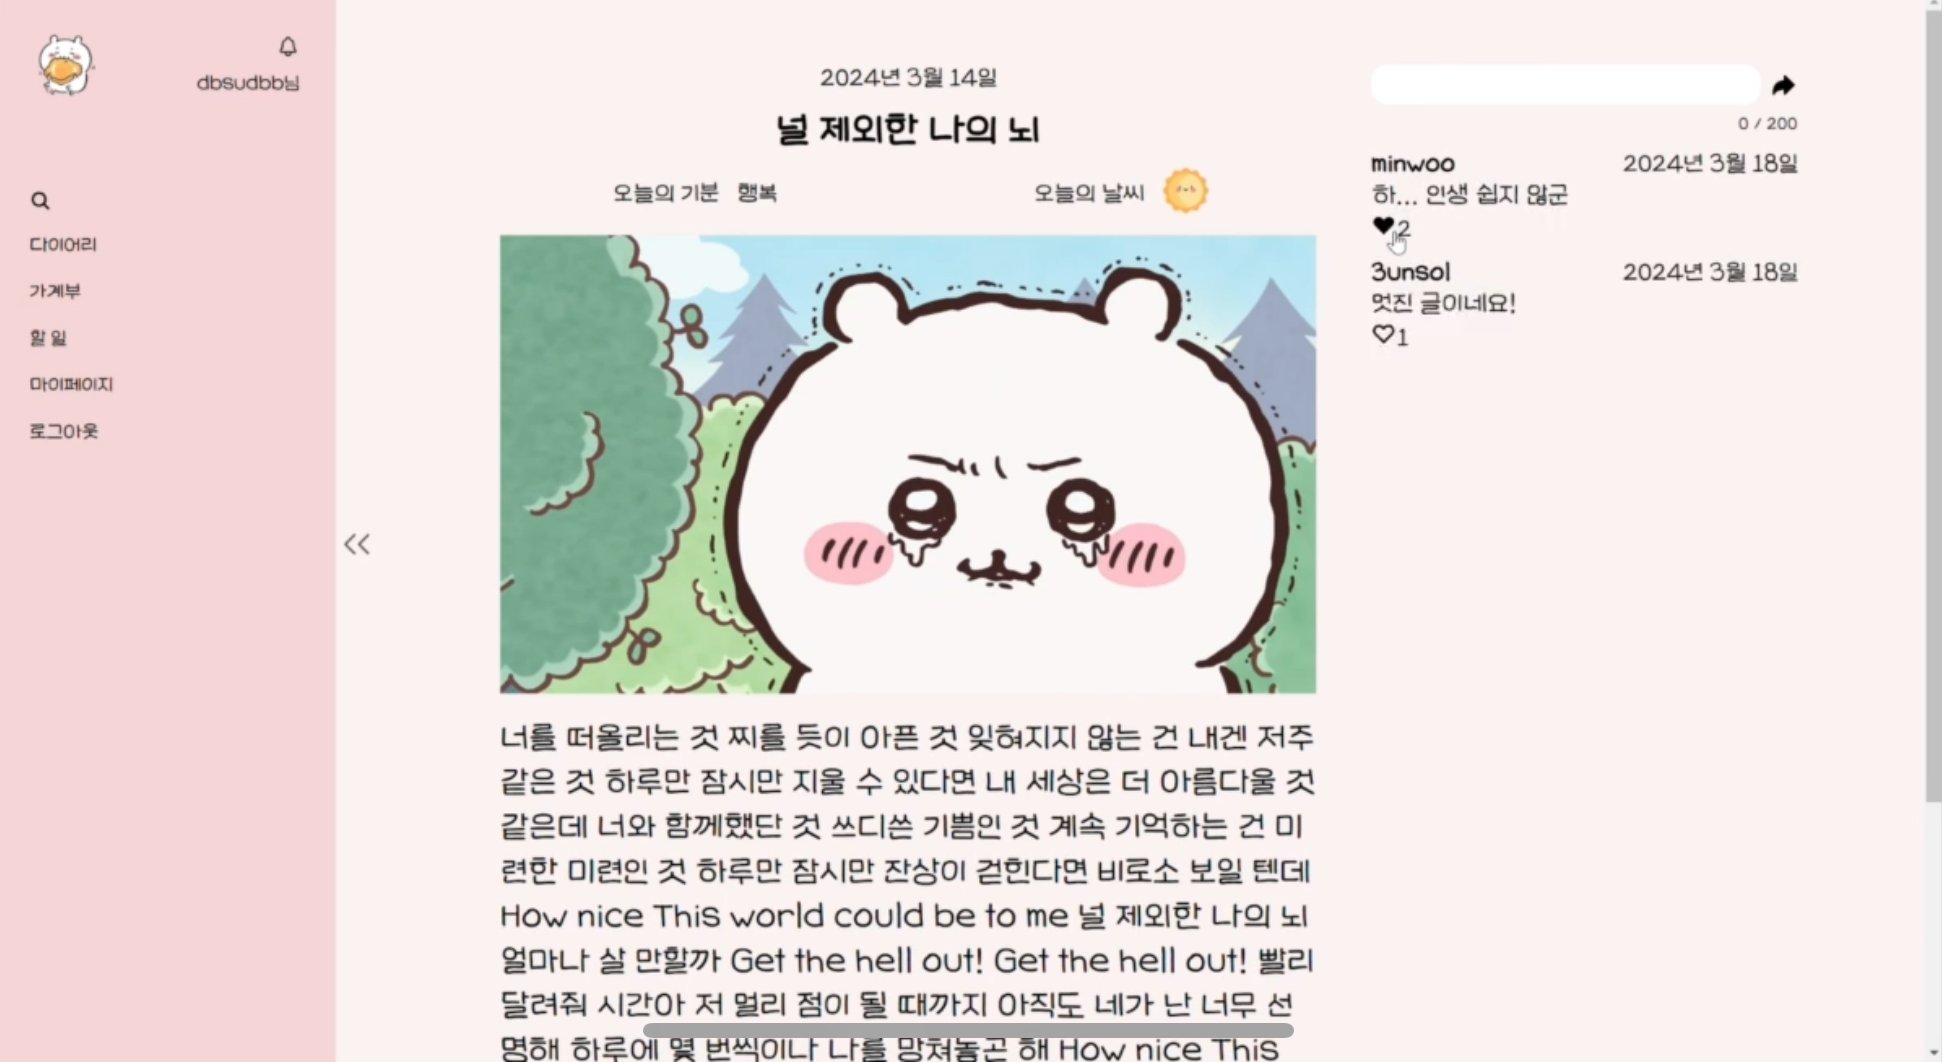 dbsudbb님
다이어리
가계부
할 일
마이페이지
로그아웃
2024년 3월 14일
널 제외한 나의 뇌
오늘의 기분 행복
오늘의 날씨
너를 떠올리는 것 찌를 듯이 아픈 것 잊혀지지 않는 건 내겐 저주
같은 것 하루만 잠시만 지울 수 있다면 내 세상은 더 아름다울 것
같은데 너와 함께했단 것 쓰디쓴 기쁨인 것 계속 기억하는 건 미
련한 미련인 것 하루만 잠시만 잔상이 걷힌다면 비로소 보일 텐데
How nice This world could be to me 널 제외한 나의 뇌
얼마나 살 만할까 Get the hell out! Get the hell out! 빨리
달려줘 시간아 저 멀리 점이 될 때까지 아직도 네가 난 너무 선
명해 하루에 몇 번씩이나 나를 망쳐놓곤 해 How nice This
0 / 200
minwoo 2024년 3월 18일
하... 인생 쉽지 않군
2
3unsol 2024년 3월 18일
멋진 글이네요!
1